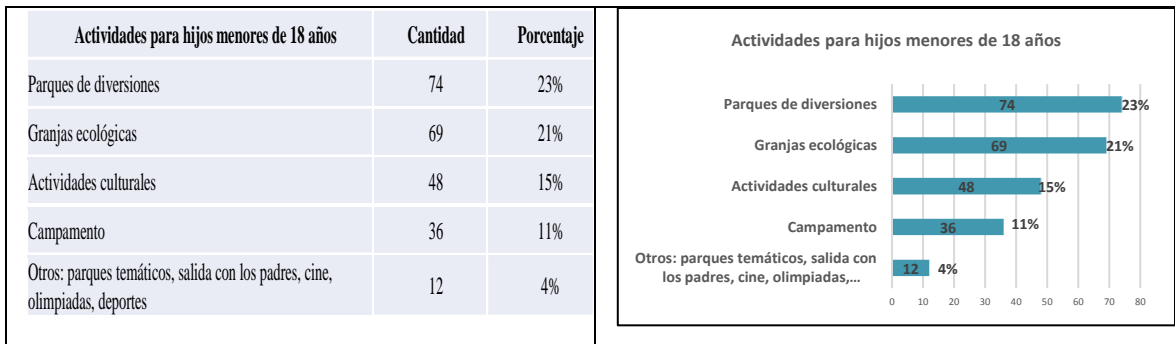 Actividades para hijos menores de 18 años Cantidad Porcentaje
Parques de diversiones 74 23%
Granjas ecológicas 69 21%
Actividades culturales 48 15%
Campamento 36 11%
Otros: parques temáticos, salida con los padres, cine,
olimpiadas, deportes 12 4%
Actividades para hijos menores de 18 años
Parques de diversiones 74 23%
Granjas ecológicas 69 21%
Actividades culturales 48 15%
Campamento 36 11%
Otros: parques temáticos, salida con
los padres, cine, olimpiadas,... 12 4%
0 10 20 30 40 50 60 70 80